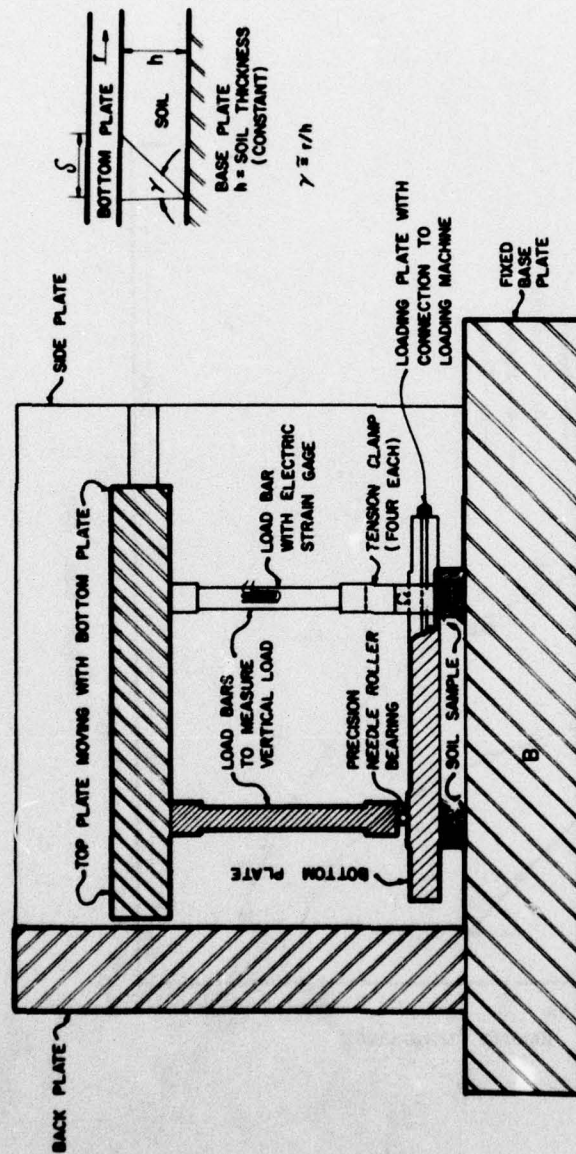 BACK PLATE
TOP PLATE MOVING WITH BOTTOM PLATE
SIDE PLATE
LOAD BARS
TO MEASURE
VERTICAL LOAD
LOAD BAR
WITH ELECTRIC
STRAIN GAGE
PRECISION
NEEDLE ROLLER
BEARING
TENSION CLAMP
(FOUR EACH)
BOTTOM PLATE
LOADING PLATE WITH
CONNECTION TO
LOADING MACHINE
SOIL SAMPLE
B
FIXED
BASE
PLATE
δ
BOTTOM PLATE
r
γ
SOIL
h
BASE PLATE
h = SOIL THICKNESS
(CONSTANT)
γ ≅ r/h